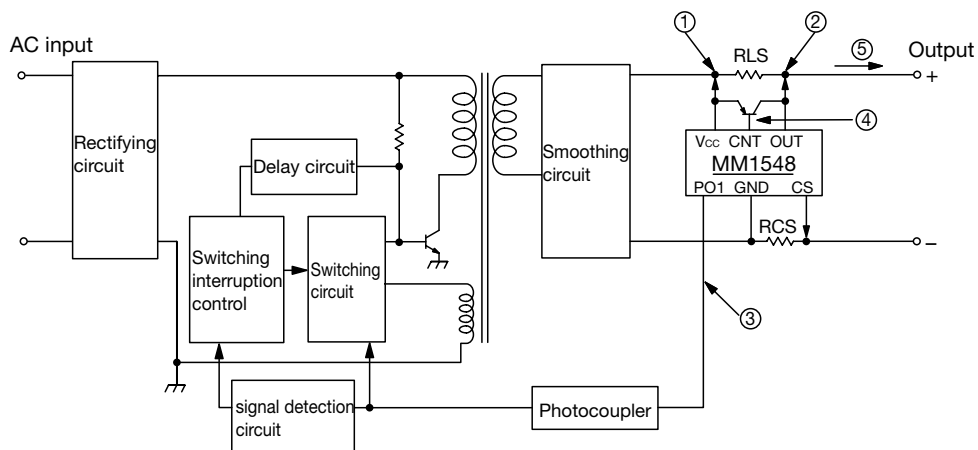 AC input
Rectifying
circuit
Delay circuit
Switching
interruption
control
Switching
circuit
signal detection
circuit
Smoothing
circuit
Photocoupler
①
②
RLS
⑤
Output
+
④
Vcc CNT OUT
MM1548
PO1 GND CS
RCS
−
③